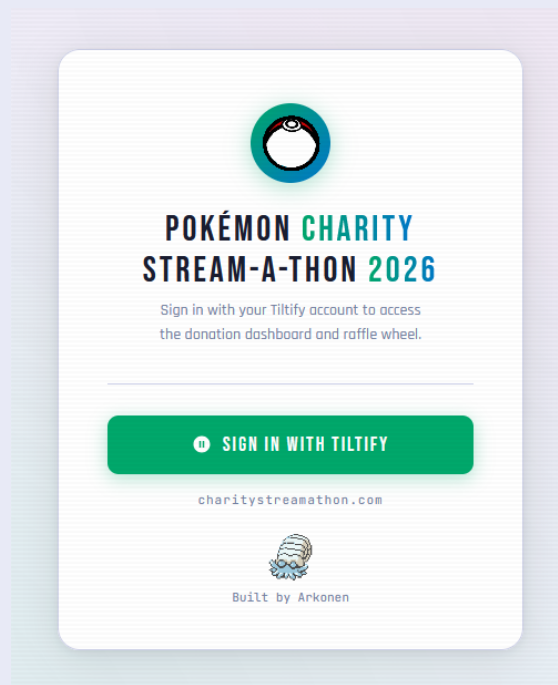 POKÉMON CHARITY
STREAM-A-THON 2026
Sign in with your Tiltify account to access
the donation dashboard and raffle wheel.
SIGN IN WITH TILTIFY
charitystreamathon.com
Built by Arkonen